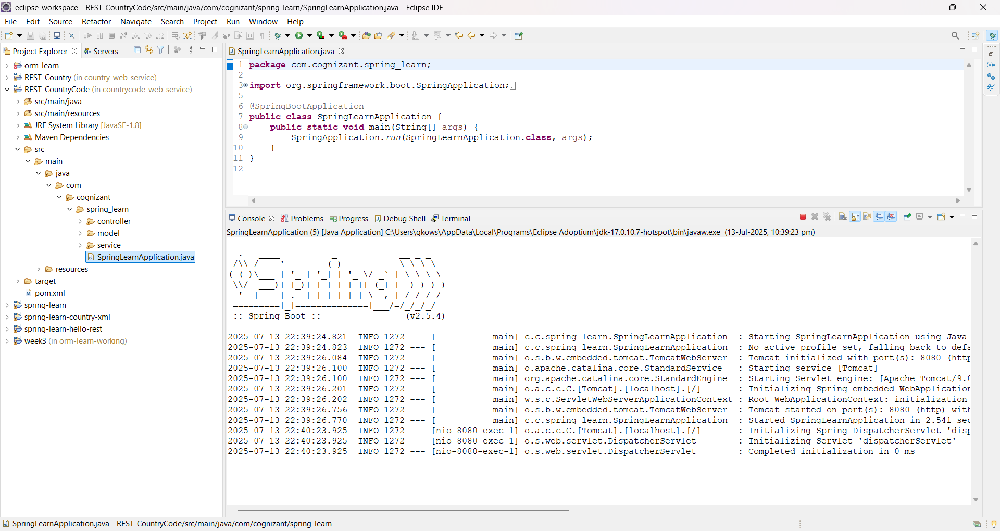 eclipse-workspace - REST-CountryCode/src/main/java/com/cognizant/spring_learn/SpringLearnApplication.java - Eclipse IDE
File Edit Source Refactor Navigate Search Project Run Window Help
Project Explorer
Servers
orm-learn
REST-Country (in country-web-service)
REST-CountryCode (in countrycode-web-service)
src/main/java
src/main/resources
JRE System Library [JavaSE-1.8]
Maven Dependencies
src
main
java
com
cognizant
spring_learn
controller
model
service
SpringLearnApplication.java
resources
target
pom.xml
spring-learn
spring-learn-country-xml
spring-learn-hello-rest
week3 (in orm-learn-working)
SpringLearnApplication.java
1 package com.cognizant.spring_learn;
2
3 import org.springframework.boot.SpringApplication;
5
6 @SpringBootApplication
7 public class SpringLearnApplication {
8 public static void main(String[] args) {
9 SpringApplication.run(SpringLearnApplication.class, args);
10 }
11 }
12
Console Problems Progress Debug Shell Terminal
SpringLearnApplication (5) [Java Application] C:\Users\gkows\AppData\Local\Programs\Eclipse Adoptium\jdk-17.0.10.7-hotspot\bin\javaw.exe (13-Jul-2025, 10:39:23 pm)
Spring
:: Spring Boot :: (v2.5.4)
2025-07-13 22:39:24.821 INFO 1272 --- [ main] c.c.spring_learn.SpringLearnApplication : Starting SpringLearnApplication using Java
2025-07-13 22:39:24.823 INFO 1272 --- [ main] c.c.spring_learn.SpringLearnApplication : No active profile set, falling back to defa
2025-07-13 22:39:26.084 INFO 1272 --- [ main] o.s.b.w.embedded.tomcat.TomcatWebServer : Tomcat initialized with port(s): 8080 (http
2025-07-13 22:39:26.100 INFO 1272 --- [ main] o.apache.catalina.core.StandardService : Starting service [Tomcat]
2025-07-13 22:39:26.100 INFO 1272 --- [ main] org.apache.catalina.core.StandardEngine : Starting Servlet engine: [Apache Tomcat/9.0
2025-07-13 22:39:26.201 INFO 1272 --- [ main] o.a.c.c.C.[Tomcat].[localhost].[/] : Initializing Spring embedded WebApplication
2025-07-13 22:39:26.202 INFO 1272 --- [ main] w.s.c.ServletWebServerApplicationContext : Root WebApplicationContext: initialization
2025-07-13 22:39:26.756 INFO 1272 --- [ main] o.s.b.w.embedded.tomcat.TomcatWebServer : Tomcat started on port(s): 8080 (http) with
2025-07-13 22:39:26.770 INFO 1272 --- [ main] c.c.spring_learn.SpringLearnApplication : Started SpringLearnApplication in 2.541 sec
2025-07-13 22:40:23.925 INFO 1272 --- [nio-8080-exec-1] o.a.c.c.C.[Tomcat].[localhost].[/] : Initializing Spring DispatcherServlet 'disp
2025-07-13 22:40:23.925 INFO 1272 --- [nio-8080-exec-1] o.s.web.servlet.DispatcherServlet : Initializing Servlet 'dispatcherServlet'
2025-07-13 22:40:23.925 INFO 1272 --- [nio-8080-exec-1] o.s.web.servlet.DispatcherServlet : Completed initialization in 0 ms
SpringLearnApplication.java - REST-CountryCode/src/main/java/com/cognizant/spring_learn